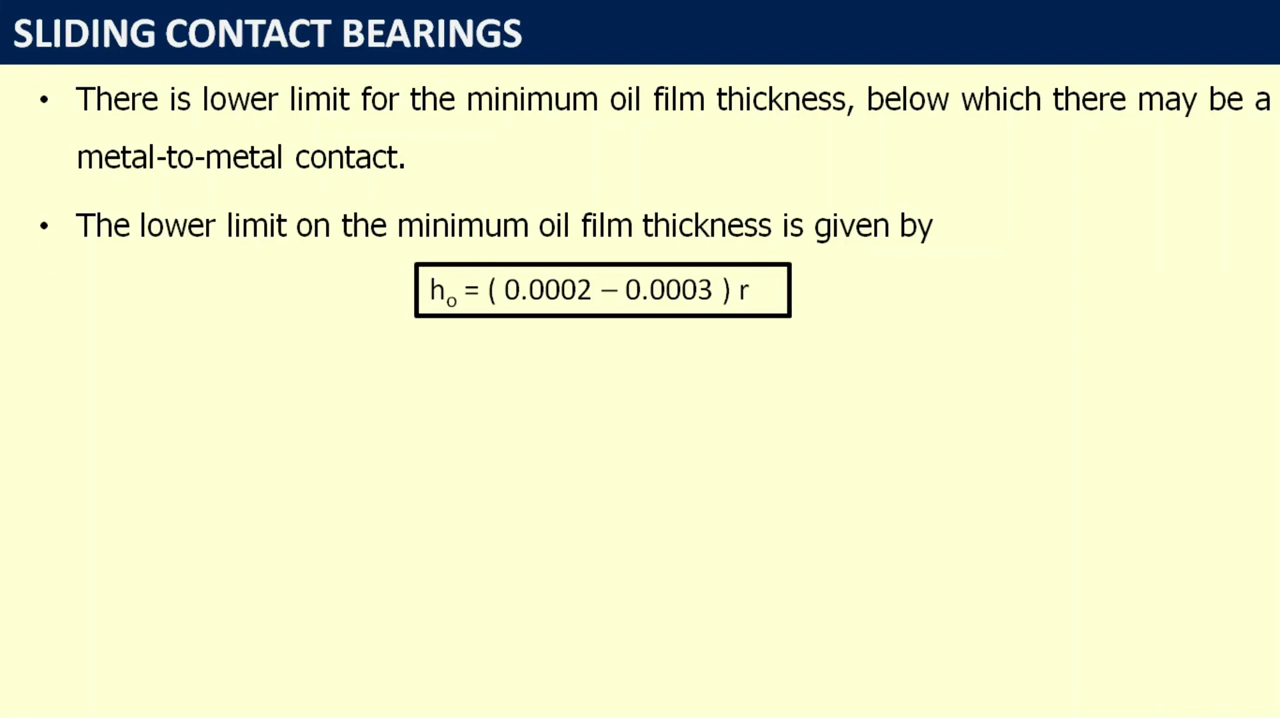 SLIDING CONTACT BEARINGS
• There is lower limit for the minimum oil film thickness, below which there may be a
metal-to-metal contact.
• The lower limit on the minimum oil film thickness is given by
hₒ = ( 0.0002 – 0.0003 ) r